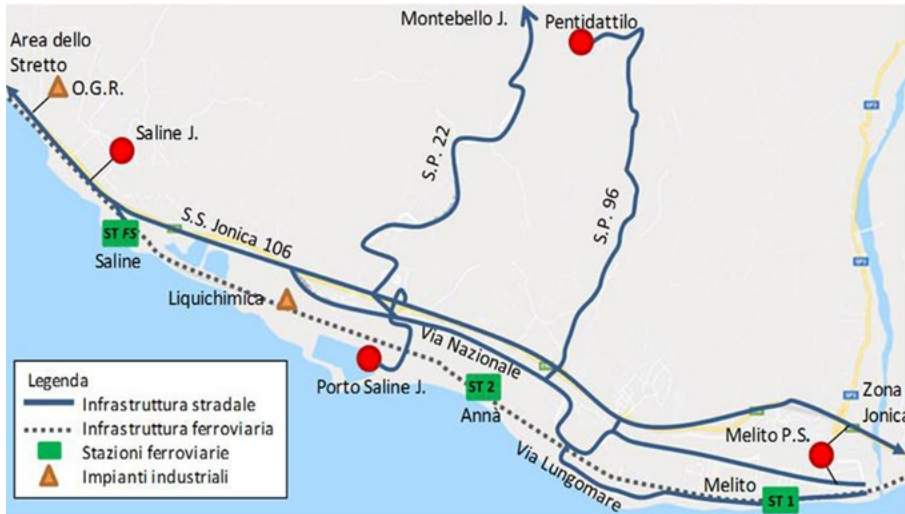 Montebello J.
Pentidattilo
Area dello
Stretto
O.G.R.
Saline J.
S.P. 22
S.P. 96
S.S. Jonica 106
ST FS
Saline
Liquichimica
Via Nazionale
Porto Saline J.
ST 2
Annà
Via Lungomare
Zona
Jonica
Melito P.S.
Melito
ST 1
Legenda
Infrastruttura stradale
Infrastruttura ferroviaria
Stazioni ferroviarie
Impianti industriali